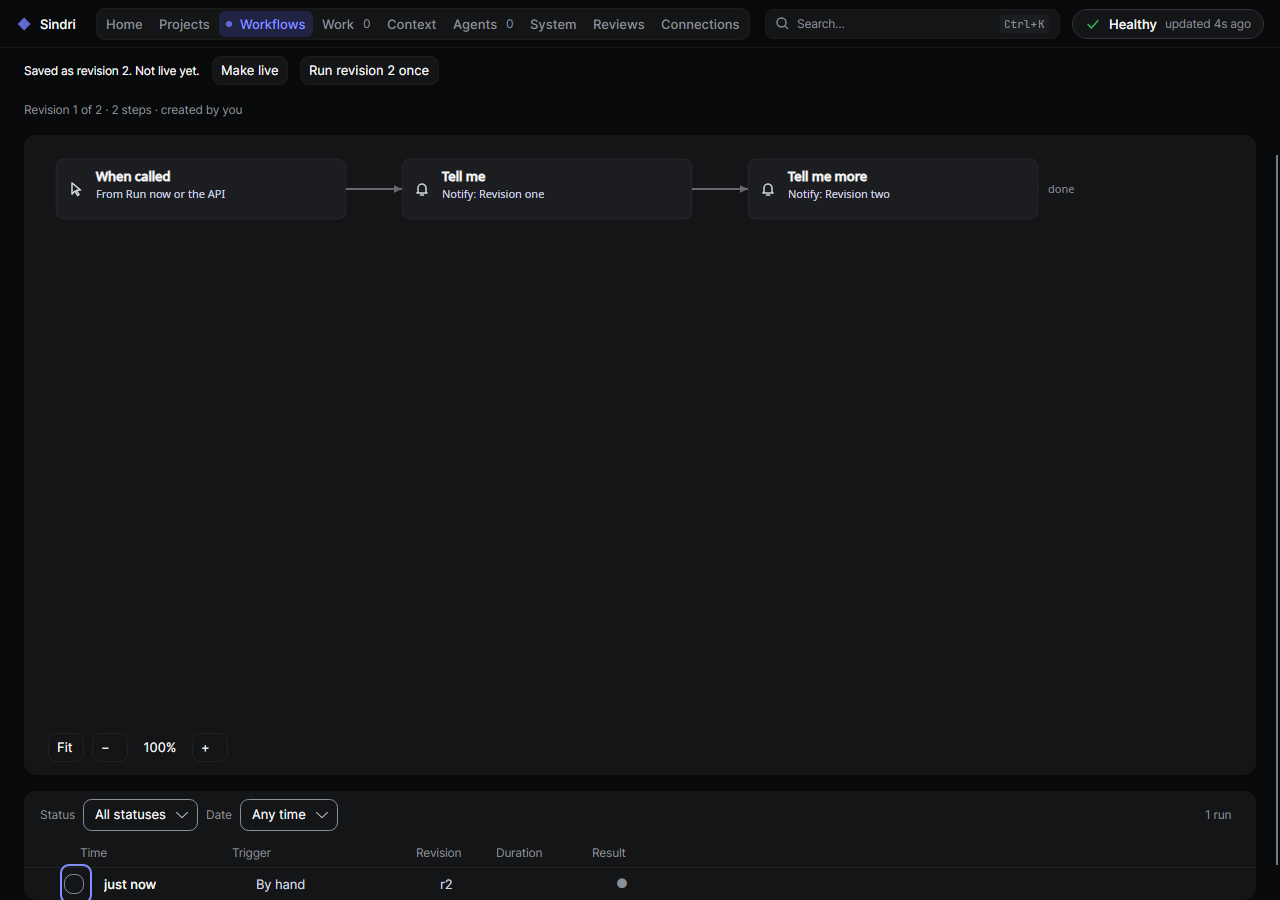 Sindri Home Projects Workflows Work 0 Context Agents 0 System Reviews Connections Search... Ctrl+K Healthy updated 4s ago
Saved as revision 2. Not live yet. Make live Run revision 2 once
Revision 1 of 2 · 2 steps · created by you
When called Tell me Tell me more
From Run now or the API Notify: Revision one Notify: Revision two
done
Fit − 100% +
Status All statuses Date Any time 1 run
Time Trigger Revision Duration Result
just now By hand r2